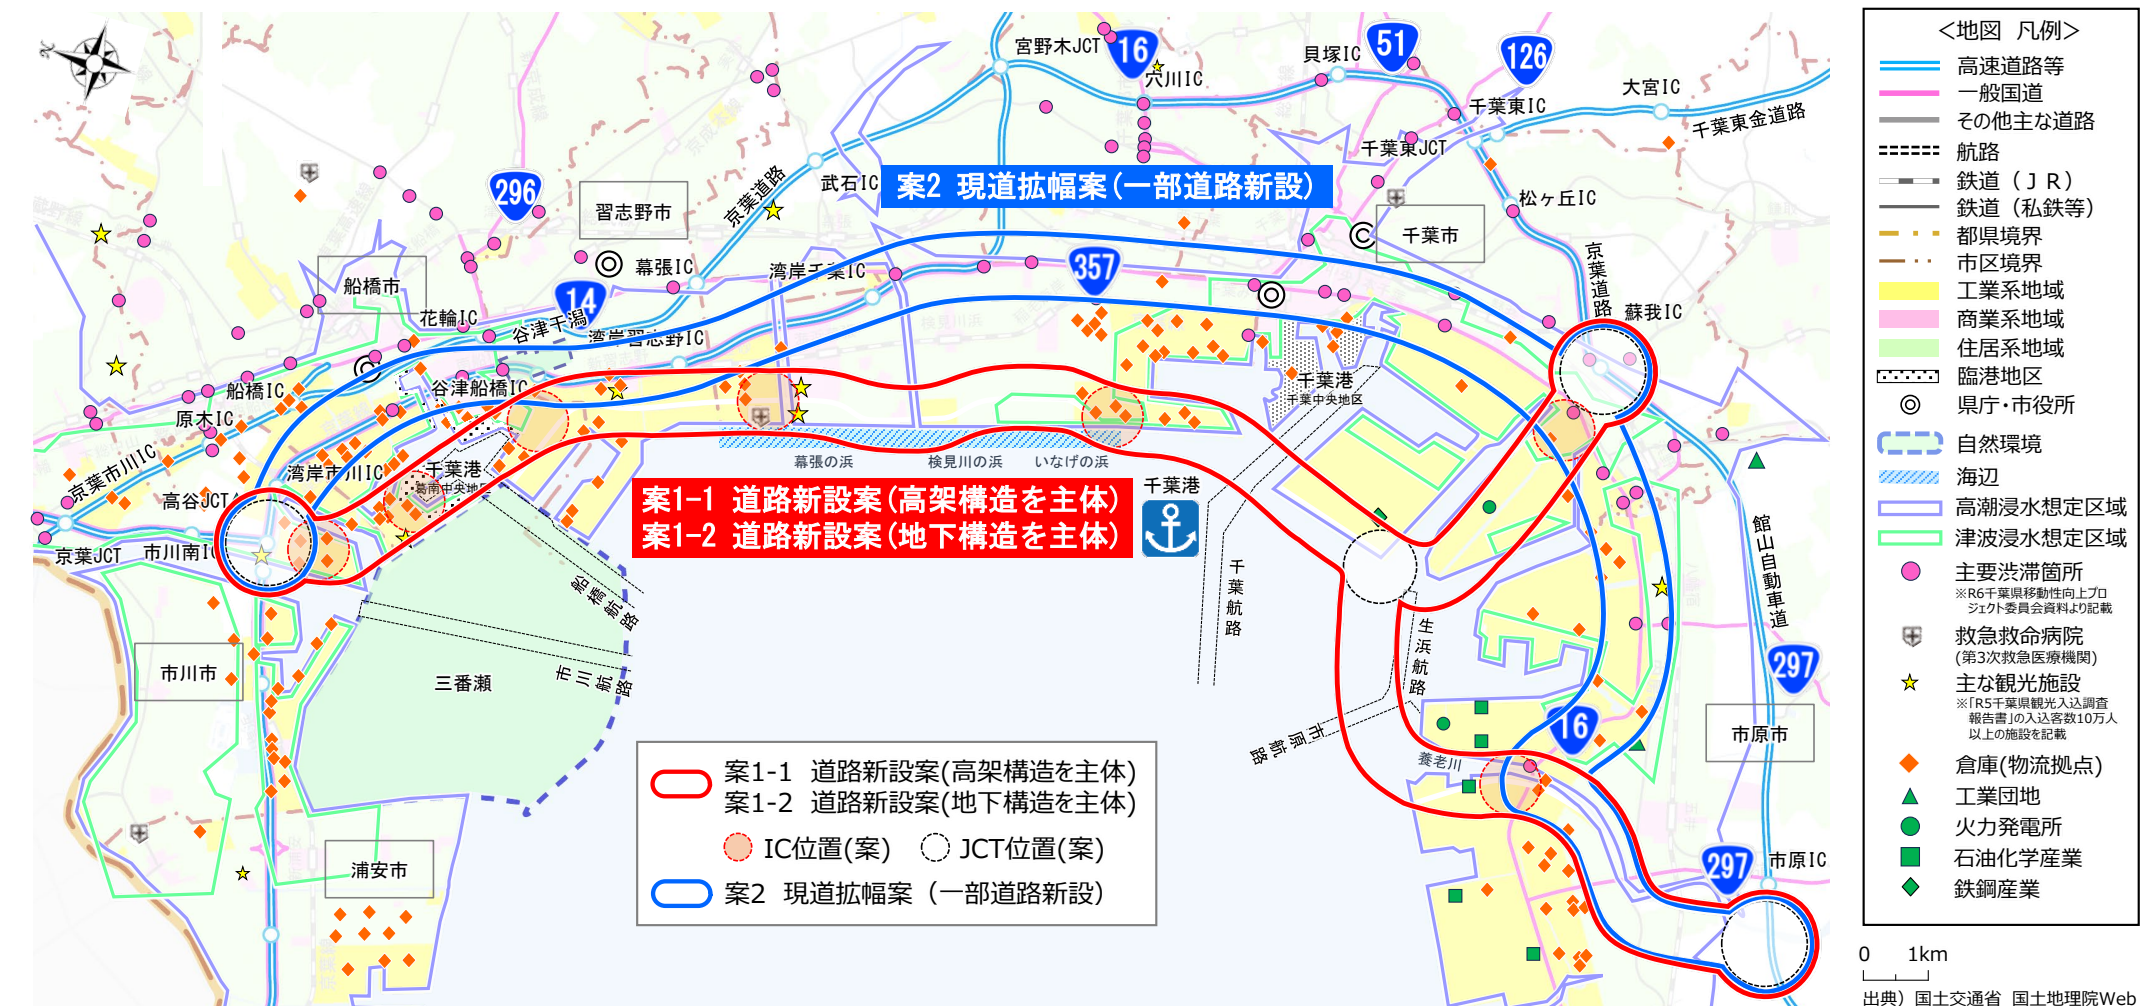 宮野木JCT
16
穴川IC
貝塚IC
51
126
大宮IC
千葉東IC
千葉東金道路
千葉東JCT
松ヶ丘IC
296
習志野市
京葉道路
武石IC
案2 現道拡幅案(一部道路新設)
千葉市
船橋市
幕張IC
湾岸千葉IC
357
京葉道路
蘇我IC
14
花輪IC
谷津干潟
湾岸習志野IC
検見川浜
船橋IC
谷津船橋IC
千葉港
千葉中央地区
原木IC
京葉市川IC
湾岸市川IC
千葉港
葛南中央地区
幕張の浜
検見川の浜
いなげの浜
高谷JCT
案1-1 道路新設案(高架構造を主体)
案1-2 道路新設案(地下構造を主体)
千葉港
京葉JCT
市川南IC
館山自動車道
船橋航路
千葉航路
生浜航路
市川市
三番瀬
市川航路
297
市原航路
16
市原市
養老川
浦安市
297
市原IC
案1-1 道路新設案(高架構造を主体)
案1-2 道路新設案(地下構造を主体)
IC位置(案)
JCT位置(案)
案2 現道拡幅案（一部道路新設）
＜地図 凡例＞
高速道路等
一般国道
その他主な道路
航路
鉄道（ＪＲ）
鉄道（私鉄等）
都県境界
市区境界
工業系地域
商業系地域
住居系地域
臨港地区
県庁・市役所
自然環境
海辺
高潮浸水想定区域
津波浸水想定区域
主要渋滞箇所
※R6千葉県移動性向上プロ
ジェクト委員会資料より記載
救急救命病院
(第3次救急医療機関)
主な観光施設
※「R5千葉県観光入込調査
報告書」の入込客数10万人
以上の施設を記載
倉庫(物流拠点)
工業団地
火力発電所
石油化学産業
鉄鋼産業
0 1km
出典）国土交通省 国土地理院Web